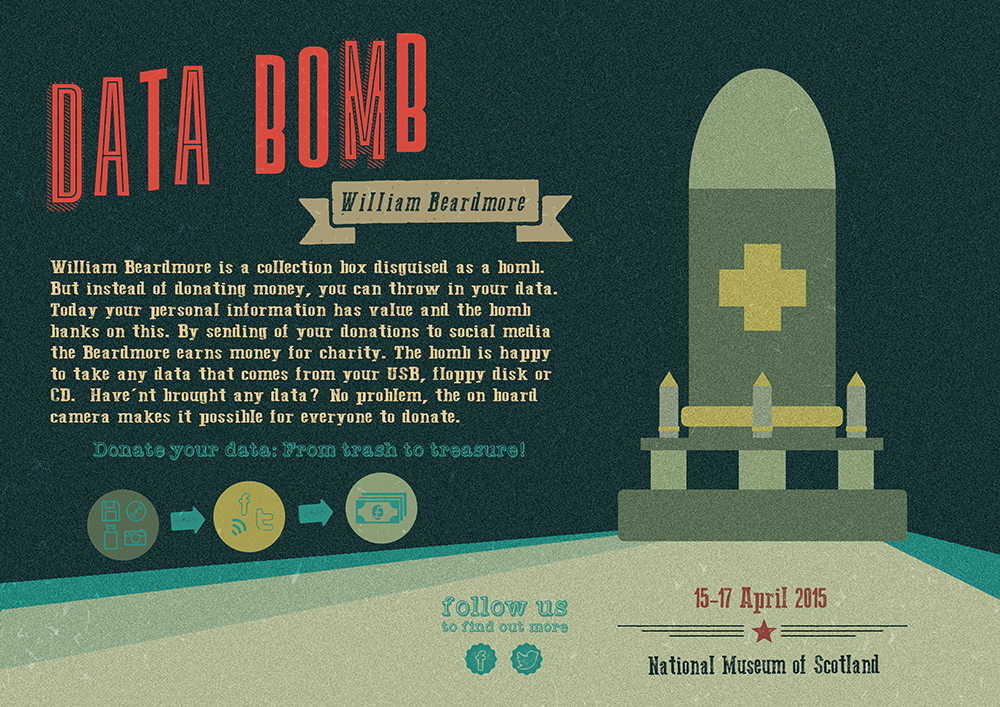 DATA BOMB
William Beardmore
William Beardmore is a collection box disguised as a bomb.
But instead of donating money, you can throw in your data.
Today your personal information has value and the bomb
banks on this. By sending of your donations to social media
the Beardmore earns money for charity. The bomb is happy
to take any data that comes from your USB, floppy disk or
CD. Have´nt brought any data? No problem, the on board
camera makes it possible for everyone to donate.
Donate your data: From trash to treasure!
follow us
to find out more
15-17 April 2015
National Museum of Scotland